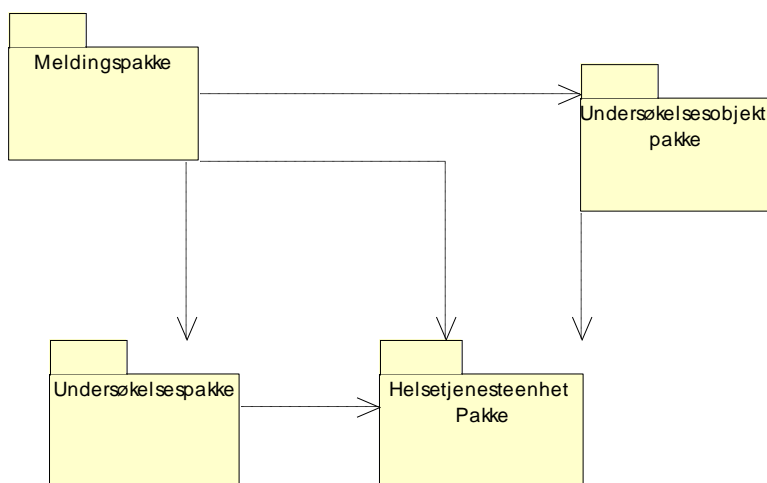 Meldingspakke
Undersøkelsesobjekt
pakke
Undersøkelsespakke
Helsetjenesteenhet
Pakke